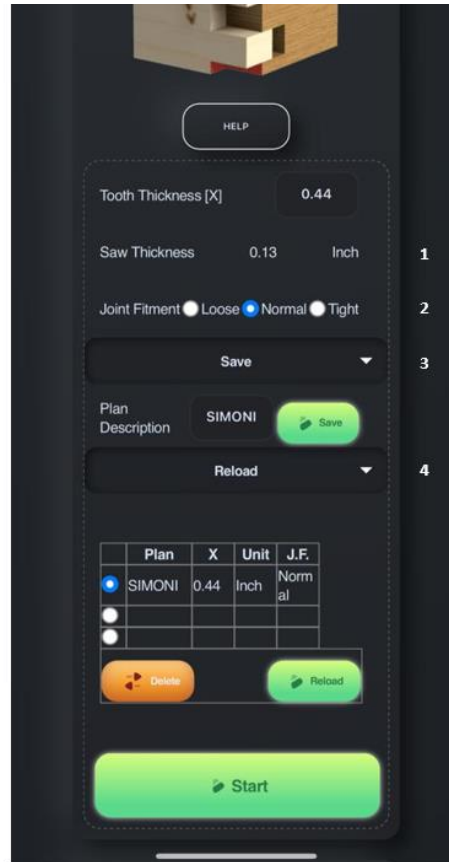 HELP
Tooth Thickness [X] 0.44
Saw Thickness 0.13 Inch 1
Joint Fitment Loose Normal Tight 2
Save 3
Plan
Description SIMONI Save
Reload 4
Plan X Unit J.F.
SIMONI 0.44 Inch Norm
al
Delete Reload
Start